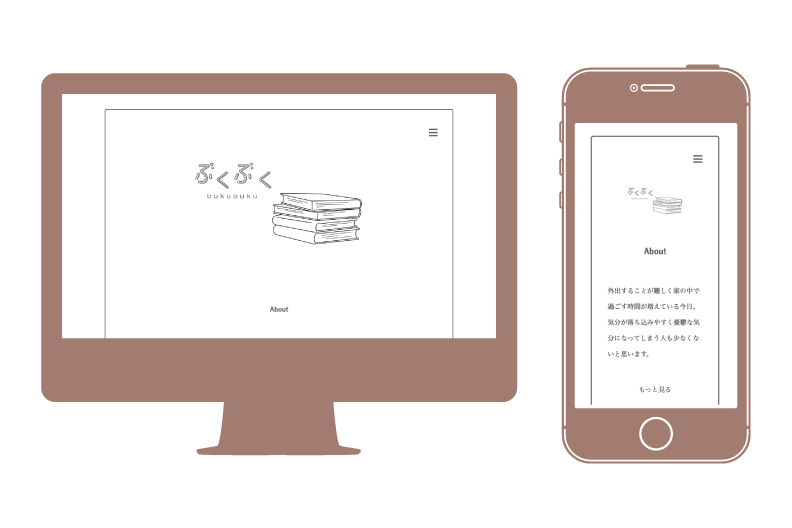 ぶくぶく
bukubuku
About
ぶくぶく
About
外出することが難しく家の中で
過ごす時間が増えている今日、
気分が落ち込みやすく憂鬱な気
分になってしまう人も少なくな
いと思います。
もっと見る